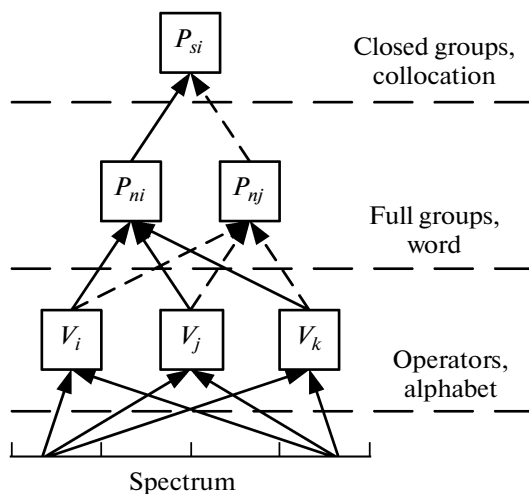 P_si
Closed groups,
collocation
P_ni
P_nj
Full groups,
word
V_i
V_j
V_k
Operators,
alphabet
Spectrum